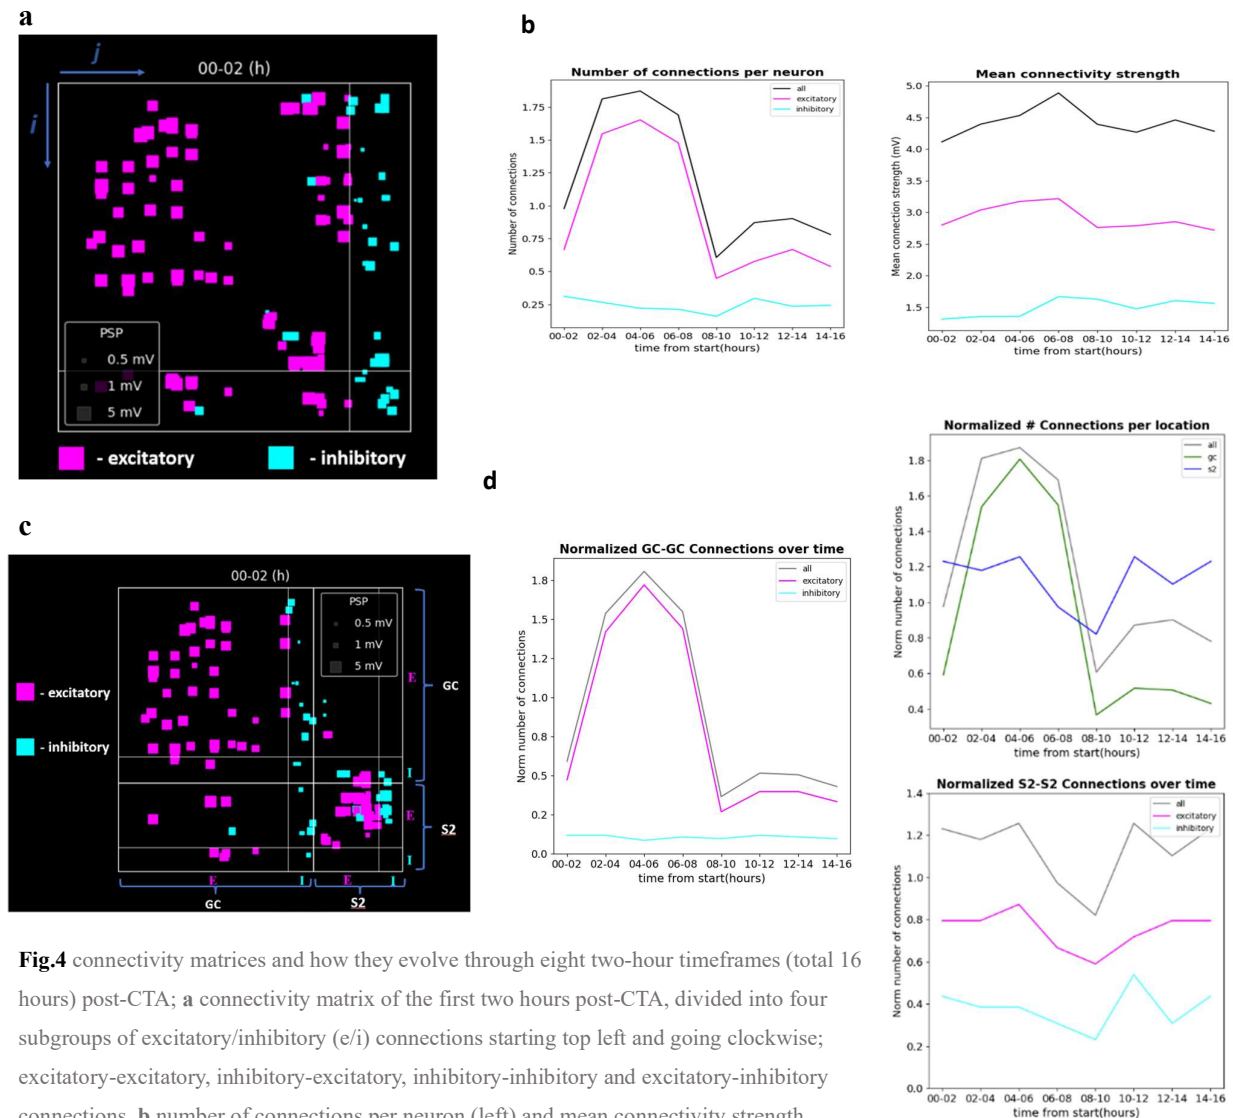 a
j
i
00-02 (h)
PSP
0.5 mV
1 mV
5 mV
- excitatory
- inhibitory
b
Number of connections per neuron
all
excitatory
inhibitory
Number of connections
1.75
1.5
1.25
1.0
0.75
0.5
0.25
00-02 02-04 04-06 06-08 08-10 10-12 12-14 14-16
time from start(hours)
Mean connectivity strength
Mean connection strength (mV)
5.0
4.5
4.0
3.5
3.0
2.5
2.0
1.5
00-02 02-04 04-06 06-08 08-10 10-12 12-14 14-16
time from start(hours)
c
00-02 (h)
PSP
0.5 mV
1 mV
5 mV
- excitatory
- inhibitory
E
GC
I
E
S2
I
E I E I
GC S2
d
Normalized GC-GC Connections over time
all
excitatory
inhibitory
Norm number of connections
1.8
1.5
1.2
1.0
0.8
0.5
0.2
0.0
00-02 02-04 04-06 06-08 08-10 10-12 12-14 14-16
time from start(hours)
Normalized # Connections per location
all
gc
s2
Norm number of connections
1.8
1.6
1.4
1.2
1.0
0.8
0.6
0.4
00-02 02-04 04-06 06-08 08-10 10-12 12-14 14-16
time from start(hours)
Normalized S2-S2 Connections over time
all
excitatory
inhibitory
Norm number of connections
1.4
1.2
1.0
0.8
0.6
0.4
0.2
0.0
00-02 02-04 04-06 06-08 08-10 10-12 12-14 14-16
time from start(hours)
Fig.4 connectivity matrices and how they evolve through eight two-hour timeframes (total 16
hours) post-CTA; a connectivity matrix of the first two hours post-CTA, divided into four
subgroups of excitatory/inhibitory (e/i) connections starting top left and going clockwise;
excitatory-excitatory, inhibitory-excitatory, inhibitory-inhibitory and excitatory-inhibitory
connections. b number of connections per neuron (left) and mean connectivity strength